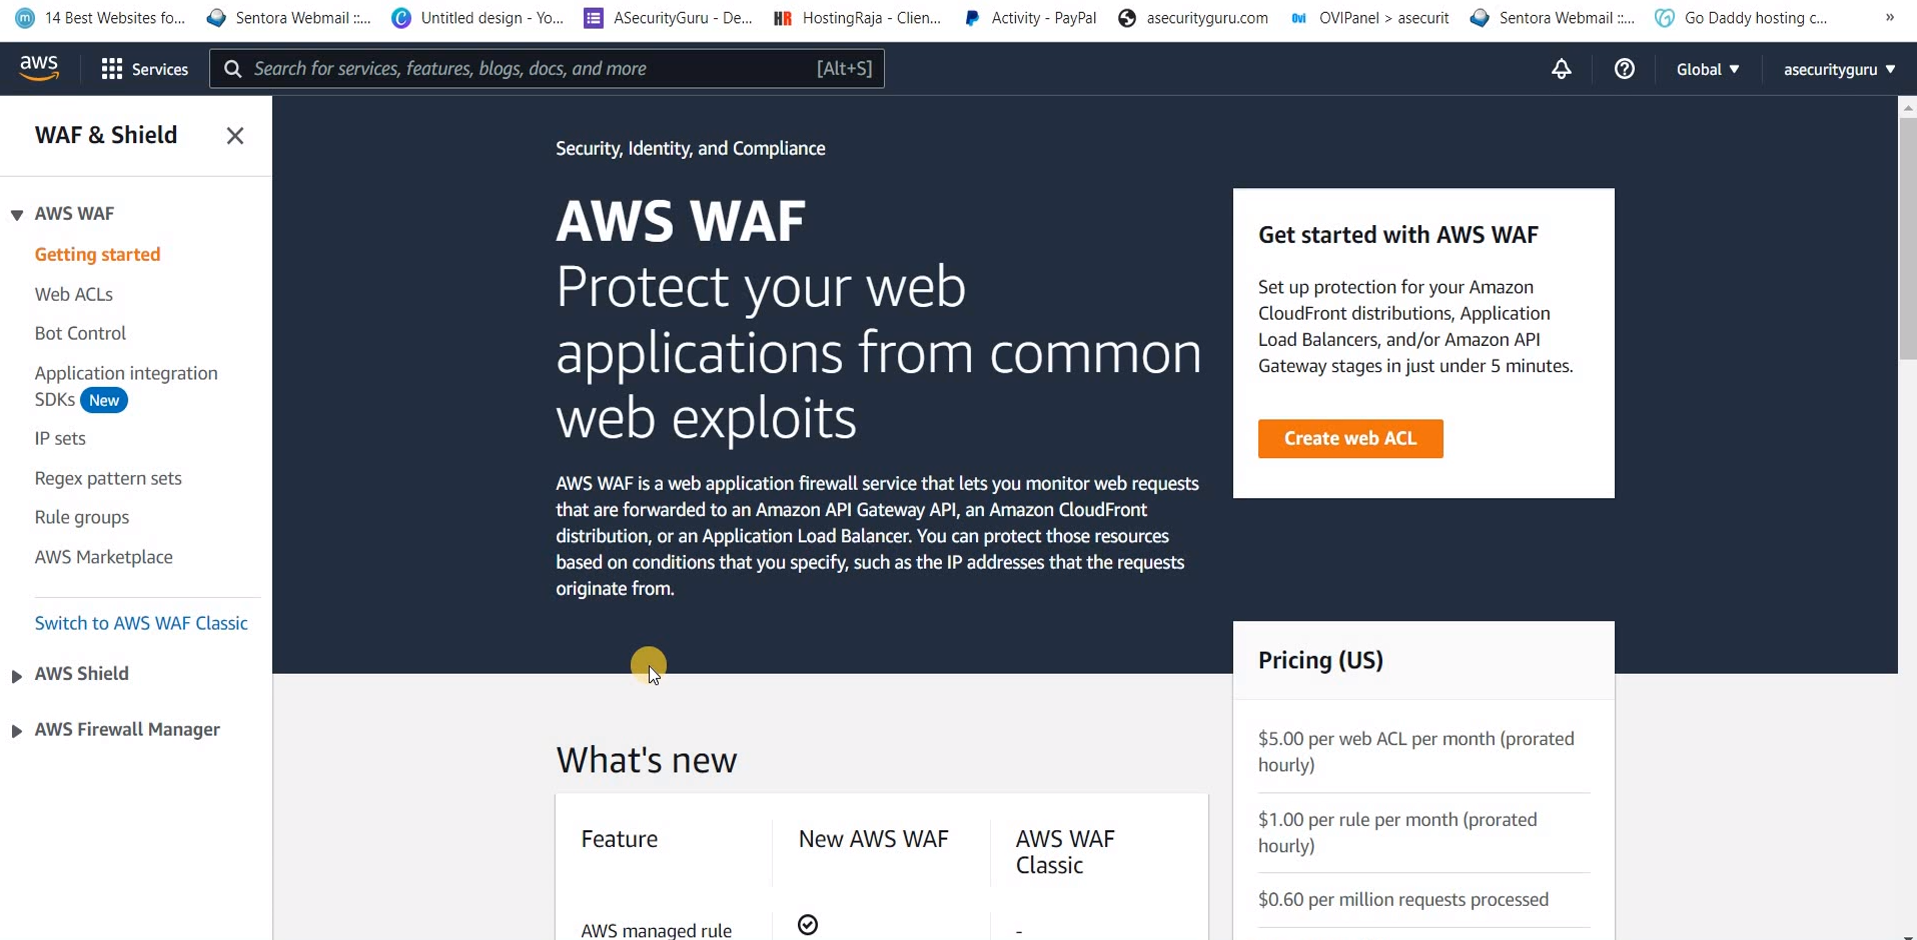 14 Best Websites fo...
Sentora Webmail ::...
Untitled design - Yo...
ASecurityGuru - De...
HR HostingRaja - Clien...
Activity - PayPal
asecurityguru.com
Ovi OVIPanel > asecurit
Sentora Webmail ::...
Go Daddy hosting c...
»
aws
Services
Search for services, features, blogs, docs, and more
[Alt+S]
Global
asecurityguru
WAF & Shield
AWS WAF
Getting started
Web ACLs
Bot Control
Application integration
SDKs New
IP sets
Regex pattern sets
Rule groups
AWS Marketplace
Switch to AWS WAF Classic
AWS Shield
AWS Firewall Manager
Security, Identity, and Compliance
AWS WAF
Protect your web
applications from common
web exploits
AWS WAF is a web application firewall service that lets you monitor web requests
that are forwarded to an Amazon API Gateway API, an Amazon CloudFront
distribution, or an Application Load Balancer. You can protect those resources
based on conditions that you specify, such as the IP addresses that the requests
originate from.
Get started with AWS WAF
Set up protection for your Amazon
CloudFront distributions, Application
Load Balancers, and/or Amazon API
Gateway stages in just under 5 minutes.
Create web ACL
Pricing (US)
$5.00 per web ACL per month (prorated
hourly)
$1.00 per rule per month (prorated
hourly)
$0.60 per million requests processed
What's new
Feature
New AWS WAF
AWS WAF
Classic
AWS managed rule
-